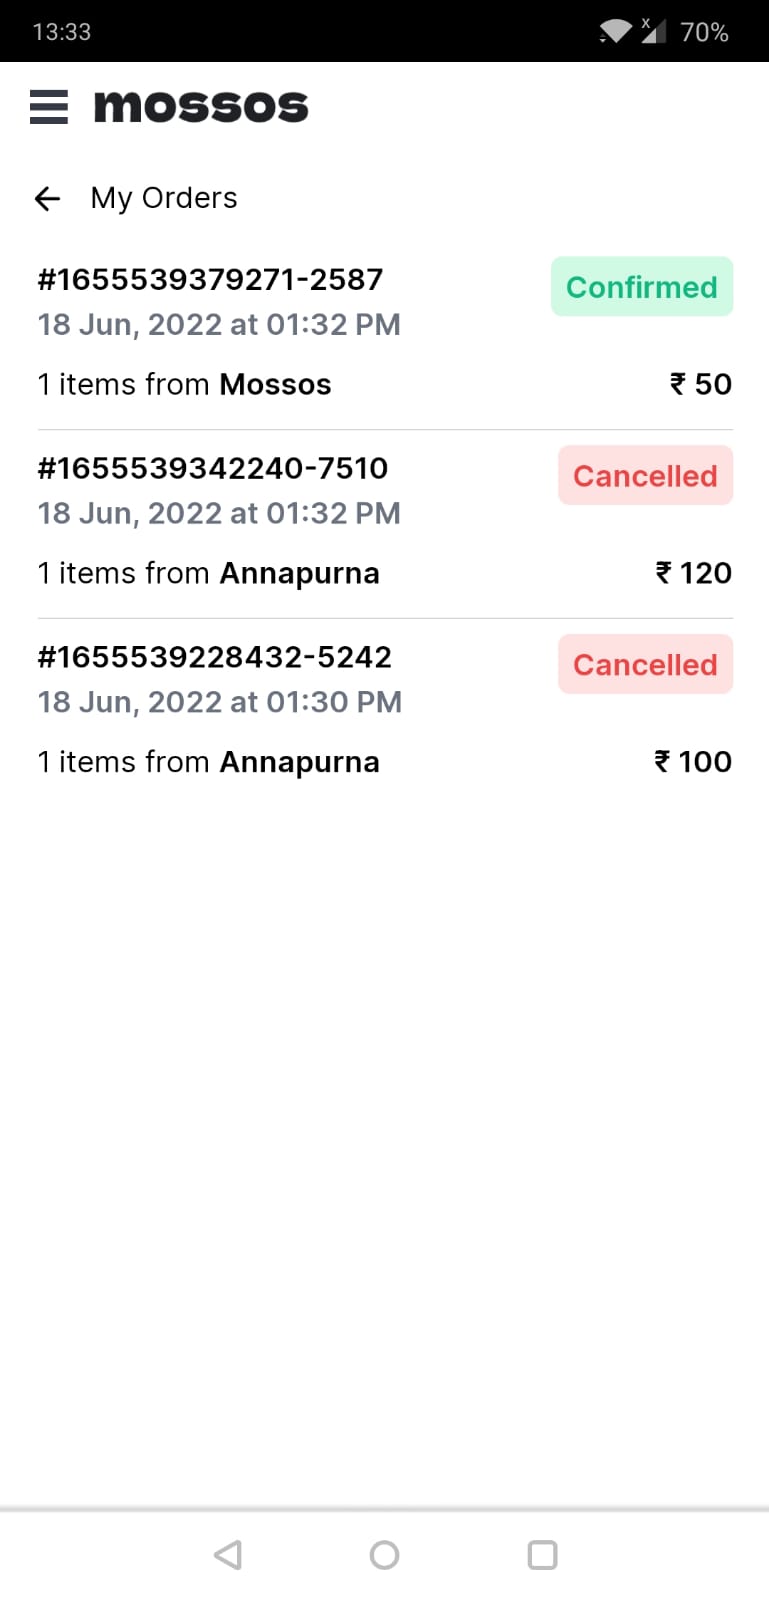 13:33 x 70%
mossos
My Orders
#1655539379271-2587 Confirmed
18 Jun, 2022 at 01:32 PM
1 items from Mossos ₹ 50
#1655539342240-7510 Cancelled
18 Jun, 2022 at 01:32 PM
1 items from Annapurna ₹ 120
#1655539228432-5242 Cancelled
18 Jun, 2022 at 01:30 PM
1 items from Annapurna ₹ 100